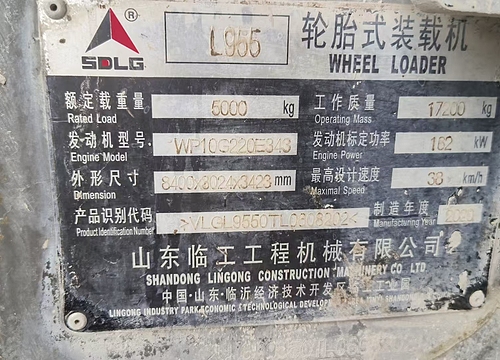 SDLG ®
L955
轮胎式装载机
WHEEL LOADER
额定载重量 5000 kg
Rated Load
工作质量 17200 kg
Operating Mass
发动机型号 WP10G220E343
Engine Model
发动机标定功率 162 kW
Engine Power
外形尺寸 8400X3024X3423 mm
Dimension
最高设计速度 38 km/h
Maximal Speed
产品识别代码
Product Identification Number
制造年度
Manufacturing Year
山东临工工程机械有限公司
SHANDONG LINGONG CONSTRUCTION MACHINERY CO LTD
中国·山东·临沂经济技术开发区
LINGONG INDUSTRY PARK ECONOMIC &TECHNOLOGICAL